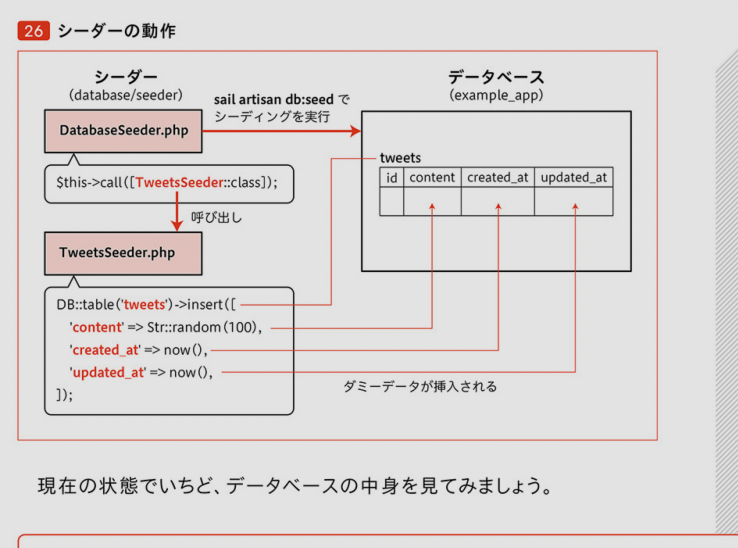 26 シーダーの動作
シーダー
(database/seeder)
sail artisan db:seed で
シーディングを実行
データベース
(example_app)
DatabaseSeeder.php
$this->call([TweetsSeeder::class]);
呼び出し
TweetsSeeder.php
tweets
id content created_at updated_at
DB::table('tweets')->insert([
'content' => Str::random(100),
'created_at' => now(),
'updated_at' => now(),
]);
ダミーデータが挿入される
現在の状態でいちど、データベースの中身を見てみましょう。